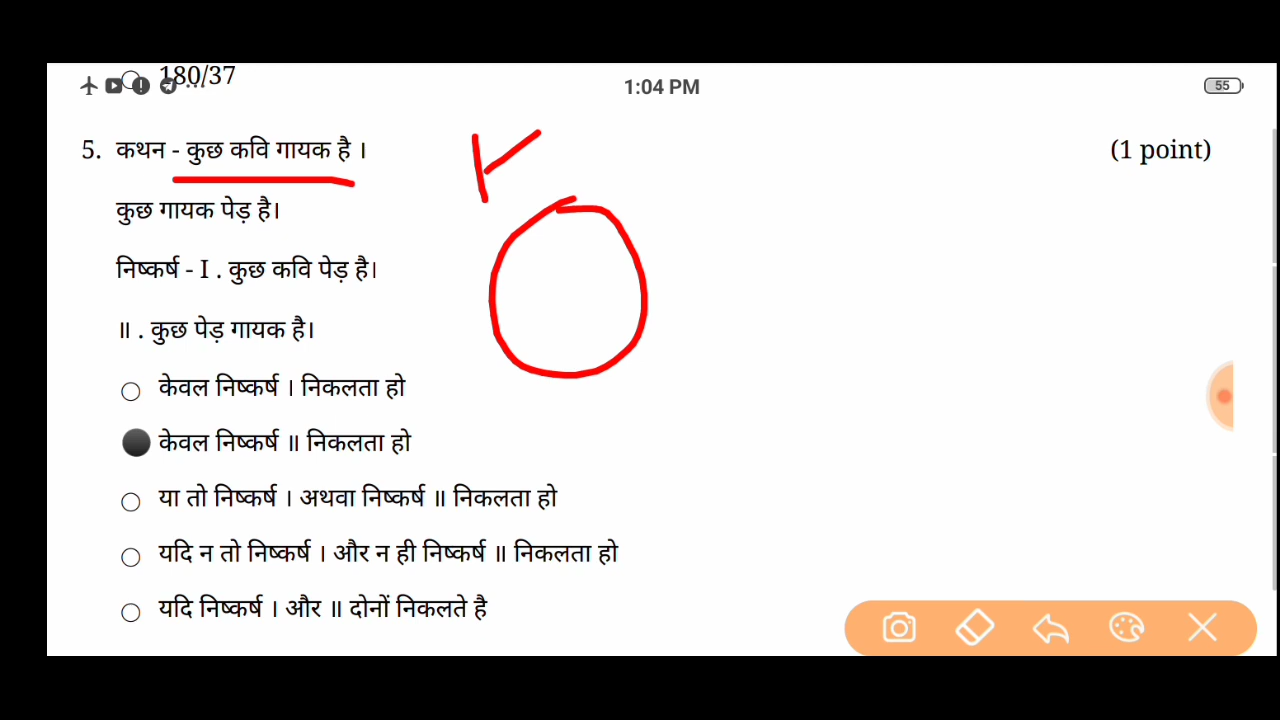 180/37
1:04 PM
55
5. कथन - कुछ कवि गायक है ।
(1 point)
कुछ गायक पेड़ है।
निष्कर्ष - I . कुछ कवि पेड़ है।
॥ . कुछ पेड़ गायक है।
केवल निष्कर्ष । निकलता हो
केवल निष्कर्ष ॥ निकलता हो
या तो निष्कर्ष । अथवा निष्कर्ष ॥ निकलता हो
यदि न तो निष्कर्ष । और न ही निष्कर्ष ॥ निकलता हो
यदि निष्कर्ष । और ॥ दोनों निकलते है